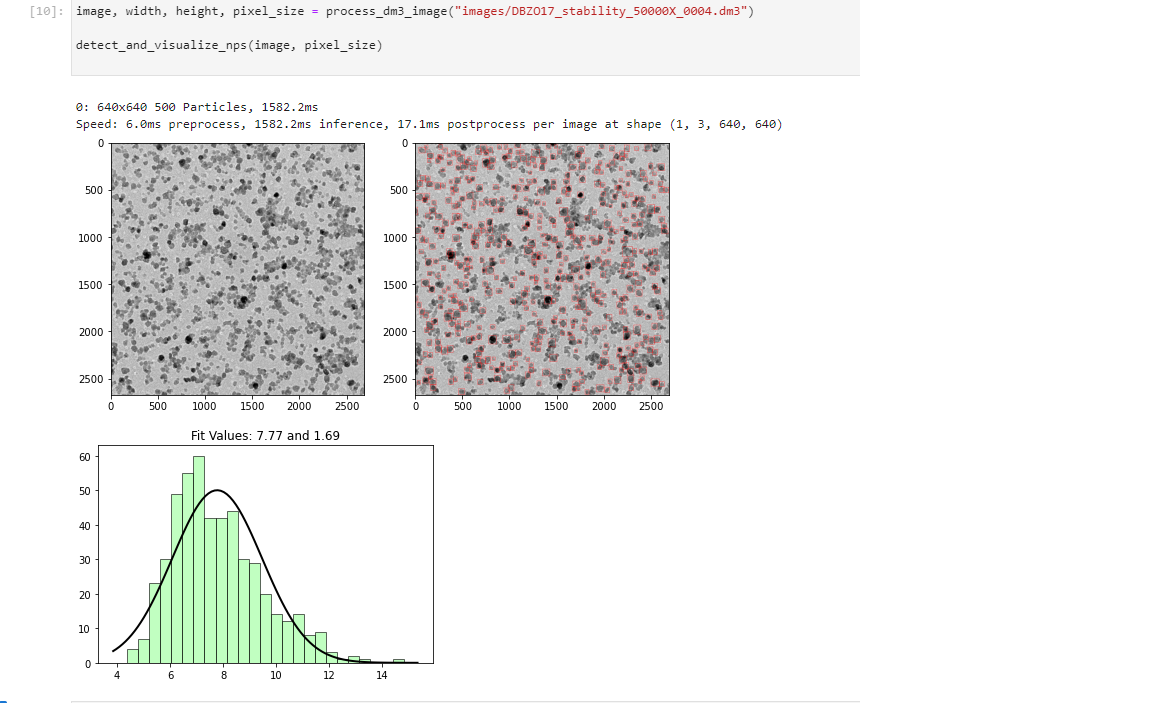 [10]: image, width, height, pixel_size = process_dm3_image("images/DBZO17_stability_50000X_0004.dm3")
detect_and_visualize_nps(image, pixel_size)
0: 640x640 500 Particles, 1582.2ms
Speed: 6.0ms preprocess, 1582.2ms inference, 17.1ms postprocess per image at shape (1, 3, 640, 640)
0
500
1000
1500
2000
2500
0 500 1000 1500 2000 2500
0
500
1000
1500
2000
2500
0 500 1000 1500 2000 2500
Fit Values: 7.77 and 1.69
60
50
40
30
20
10
0
4 6 8 10 12 14